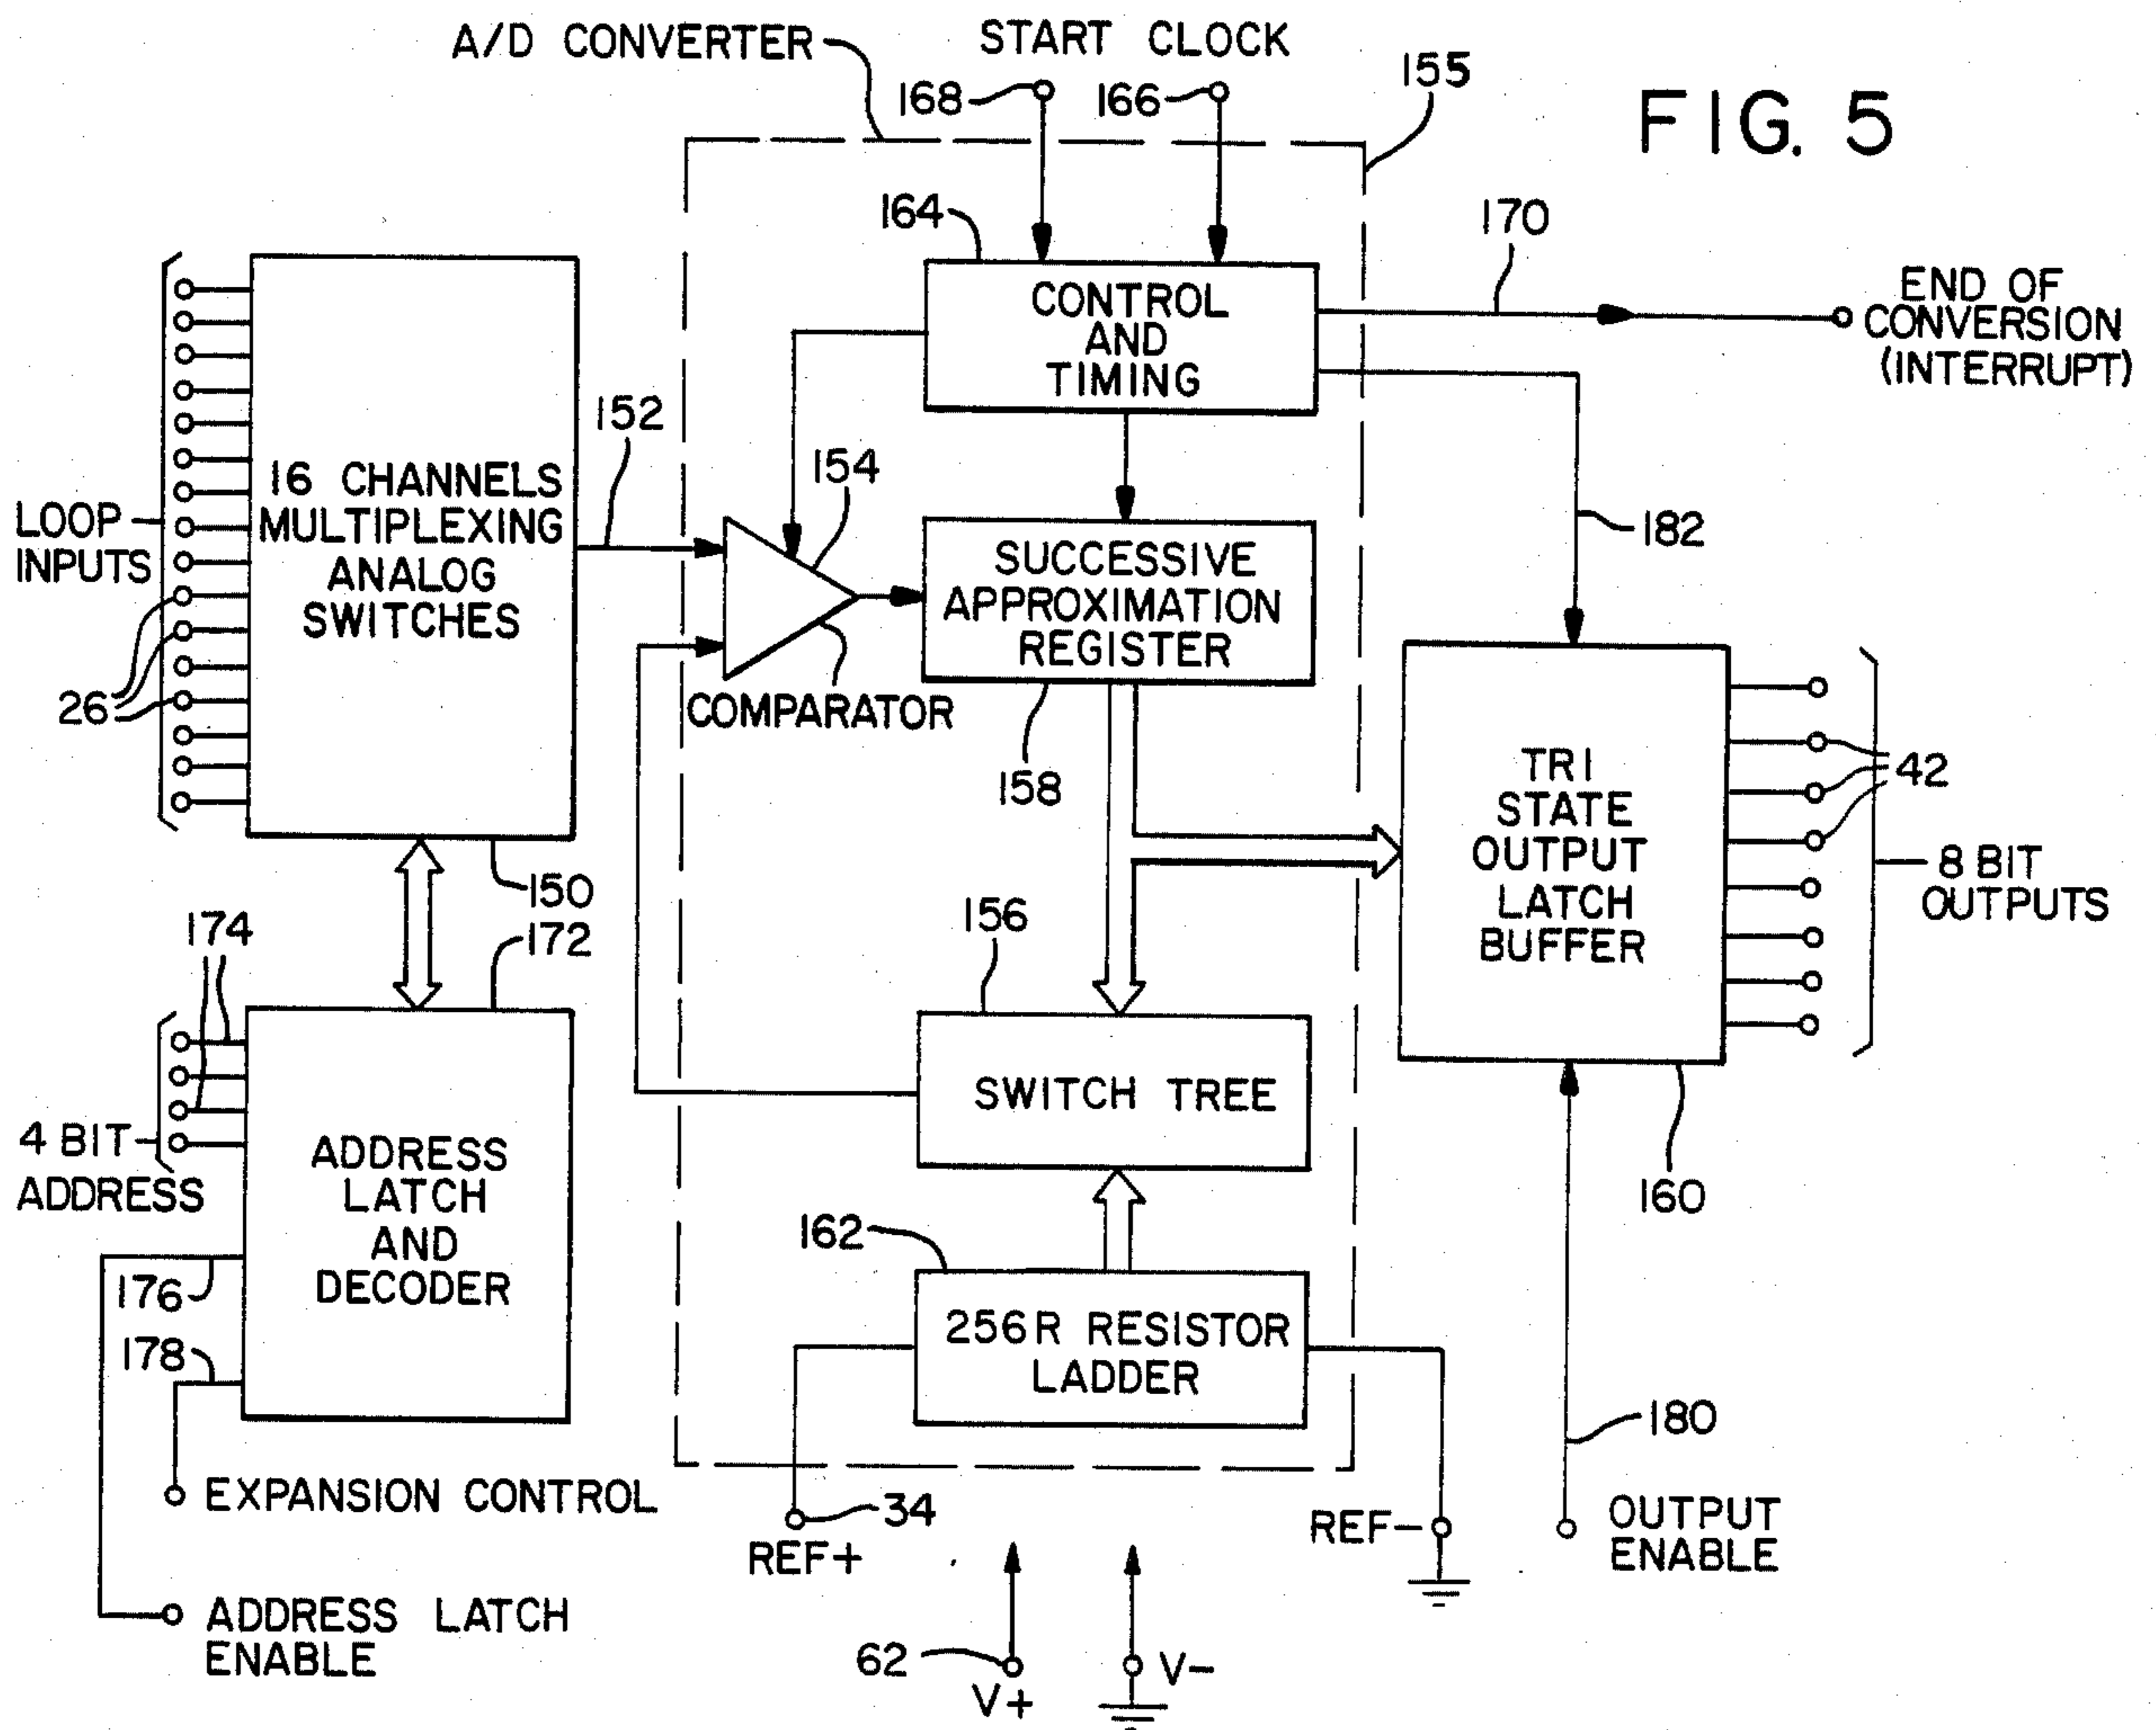 A/D CONVERTER
START CLOCK
168
166
155
FIG. 5
164
170
CONTROL
AND
TIMING
END OF
CONVERSION
(INTERRUPT)
152
154
182
LOOP
INPUTS
16 CHANNELS
MULTIPLEXING
ANALOG
SWITCHES
SUCCESSIVE
APPROXIMATION
REGISTER
26
COMPARATOR
158
TRI
STATE
OUTPUT
LATCH
BUFFER
42
8 BIT
OUTPUTS
150
174
172
156
4 BIT
ADDRESS
ADDRESS
LATCH
AND
DECODER
SWITCH TREE
160
176
178
162
256R RESISTOR
LADDER
180
EXPANSION CONTROL
34
REF+
REF-
OUTPUT
ENABLE
ADDRESS LATCH
ENABLE
62
V+
V-